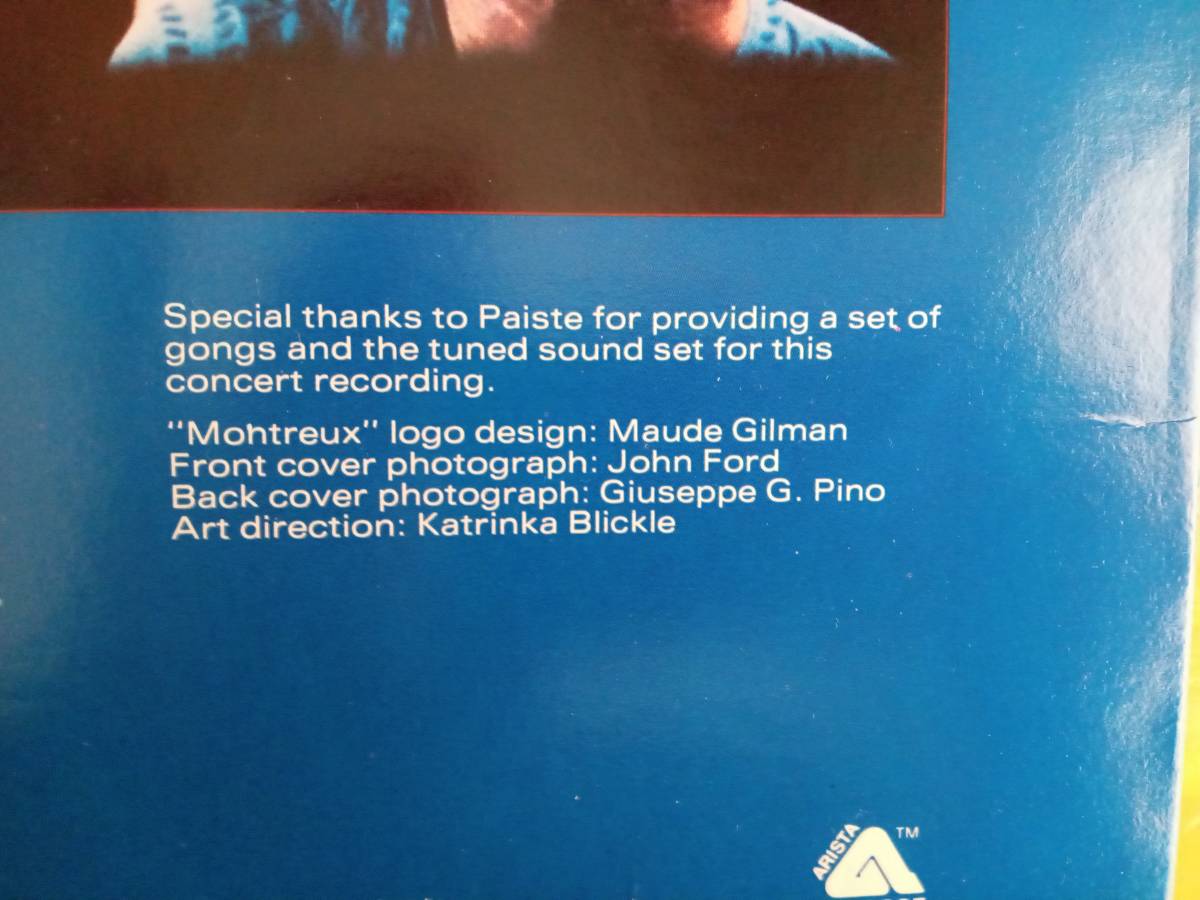 Special thanks to Paiste for providing a set of
gongs and the tuned sound set for this
concert recording.
"Mohtreux" logo design: Maude Gilman
Front cover photograph: John Ford
Back cover photograph: Giuseppe G. Pino
Art direction: Katrinka Blickle
ARISTA TM